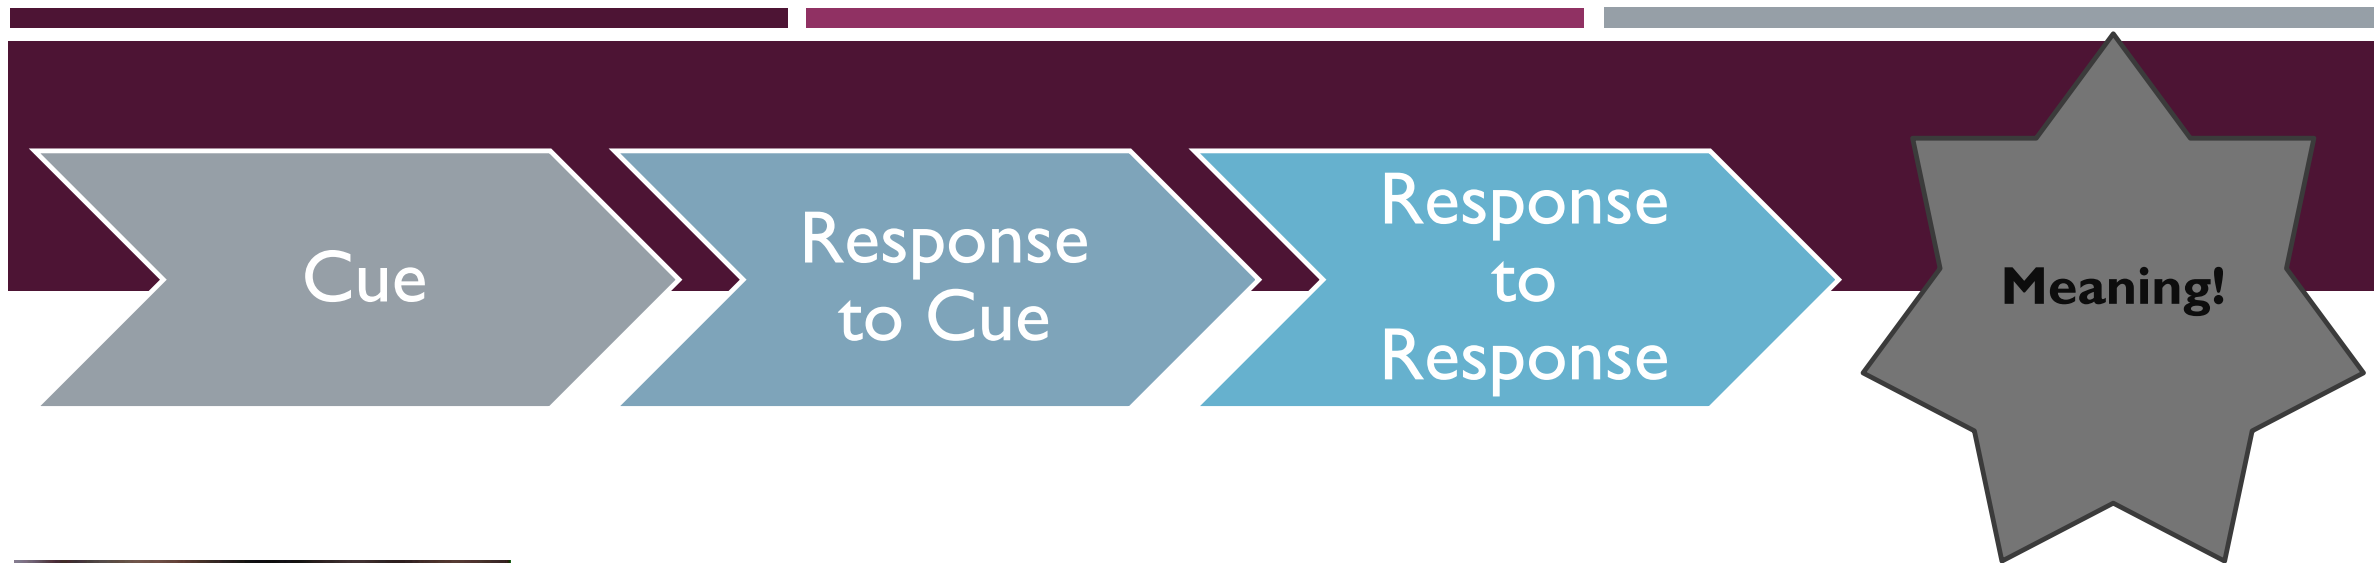 Cue
Response
to Cue
Response
to
Response
Meaning!